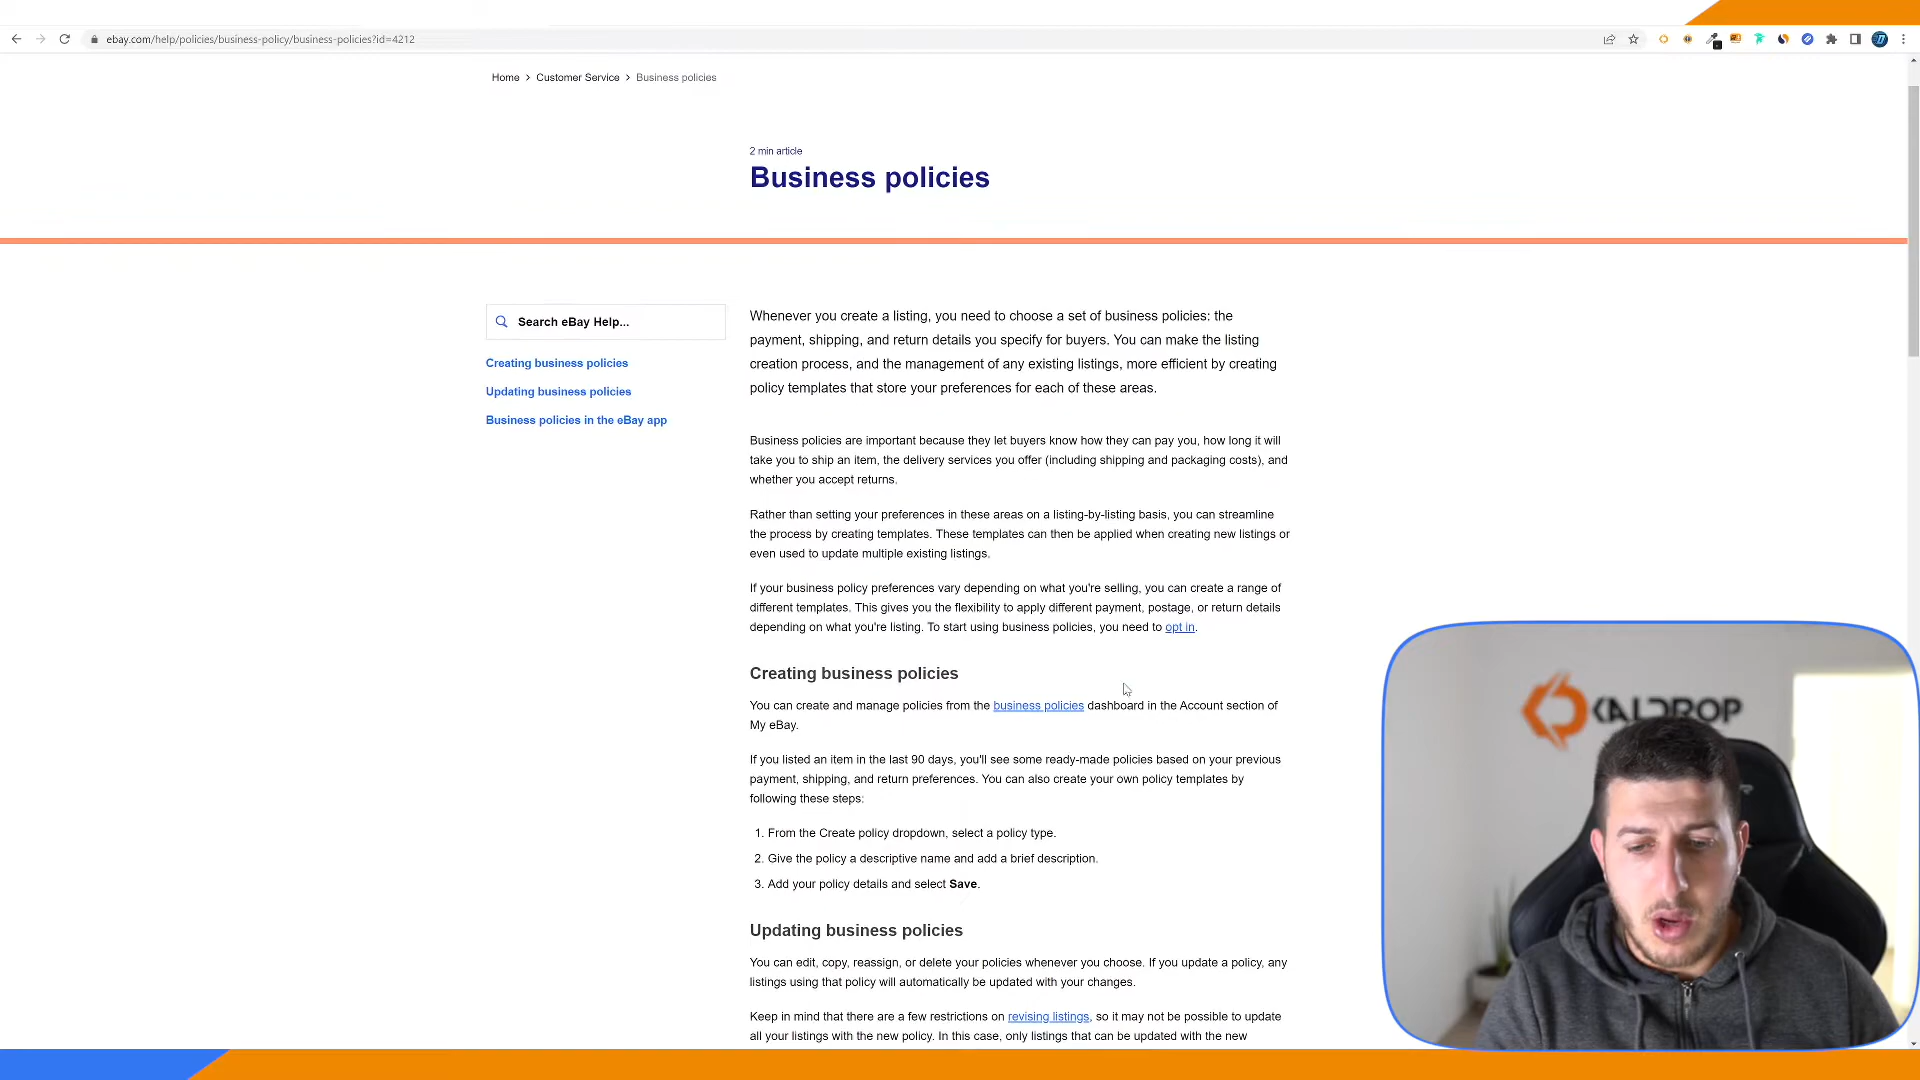 ebay.com/help/policies/business-policy/business-policies?id=4212
Home > Customer Service > Business policies
2 min article
Business policies
Search eBay Help...
Creating business policies
Updating business policies
Business policies in the eBay app
Whenever you create a listing, you need to choose a set of business policies: the
payment, shipping, and return details you specify for buyers. You can make the listing
creation process, and the management of any existing listings, more efficient by creating
policy templates that store your preferences for each of these areas.
Business policies are important because they let buyers know how they can pay you, how long it will
take you to ship an item, the delivery services you offer (including shipping and packaging costs), and
whether you accept returns.
Rather than setting your preferences in these areas on a listing-by-listing basis, you can streamline
the process by creating templates. These templates can then be applied when creating new listings or
even used to update multiple existing listings.
If your business policy preferences vary depending on what you're selling, you can create a range of
different templates. This gives you the flexibility to apply different payment, postage, or return details
depending on what you're listing. To start using business policies, you need to opt in.
Creating business policies
You can create and manage policies from the business policies dashboard in the Account section of
My eBay.
If you listed an item in the last 90 days, you'll see some ready-made policies based on your previous
payment, shipping, and return preferences. You can also create your own policy templates by
following these steps:
1. From the Create policy dropdown, select a policy type.
2. Give the policy a descriptive name and add a brief description.
3. Add your policy details and select Save.
Updating business policies
You can edit, copy, reassign, or delete your policies whenever you choose. If you update a policy, any
listings using that policy will automatically be updated with your changes.
Keep in mind that there are a few restrictions on revising listings, so it may not be possible to update
all your listings with the new policy. In this case, only listings that can be updated with the new